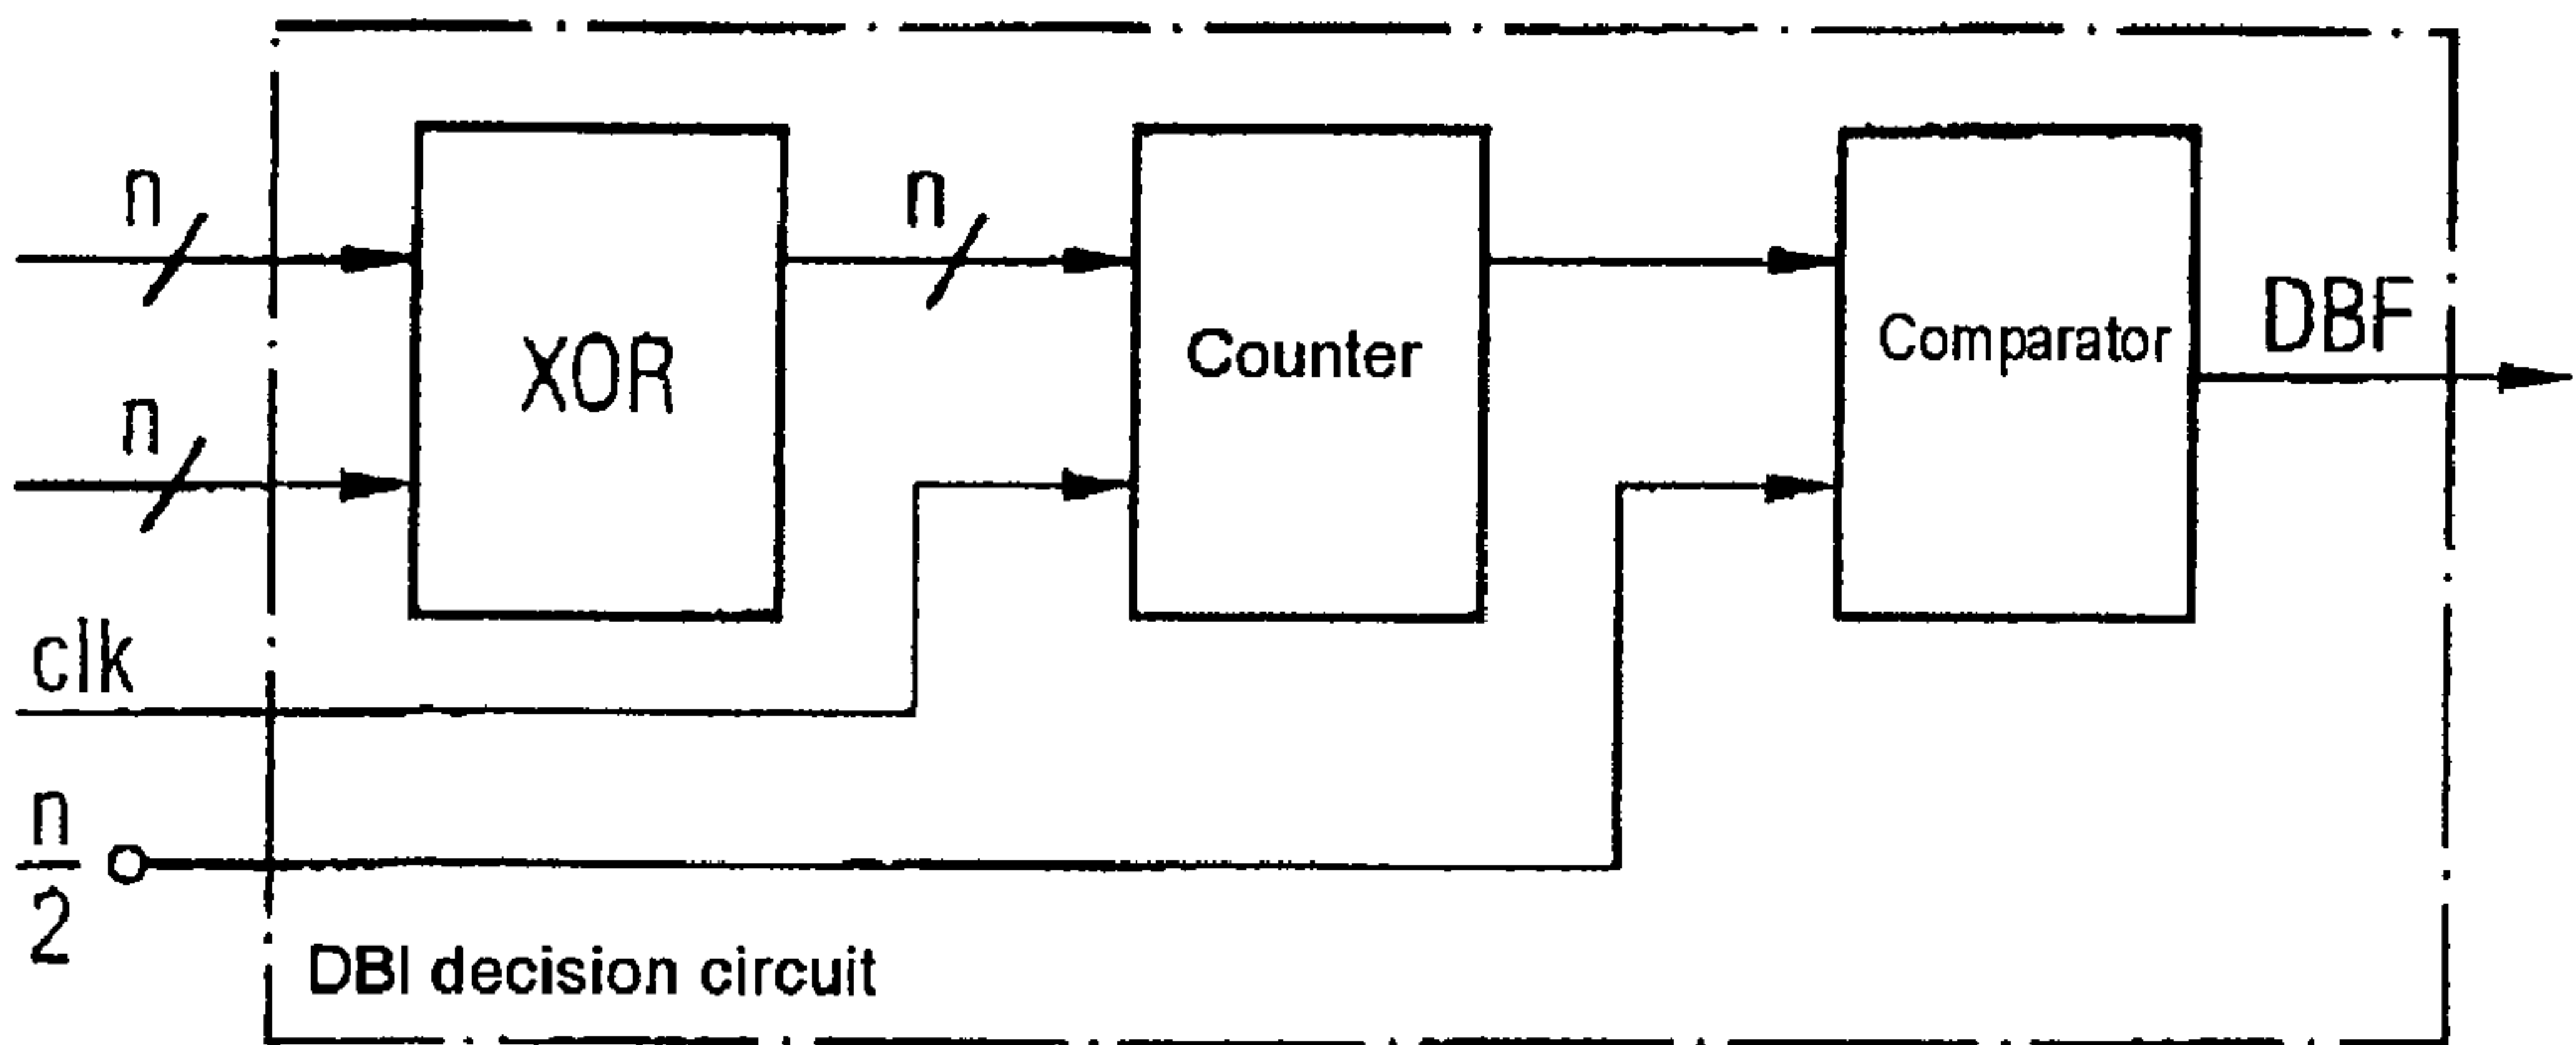 n
n
DBF
XOR
Counter
Comparator
n
clk
n
2
DBI decision circuit